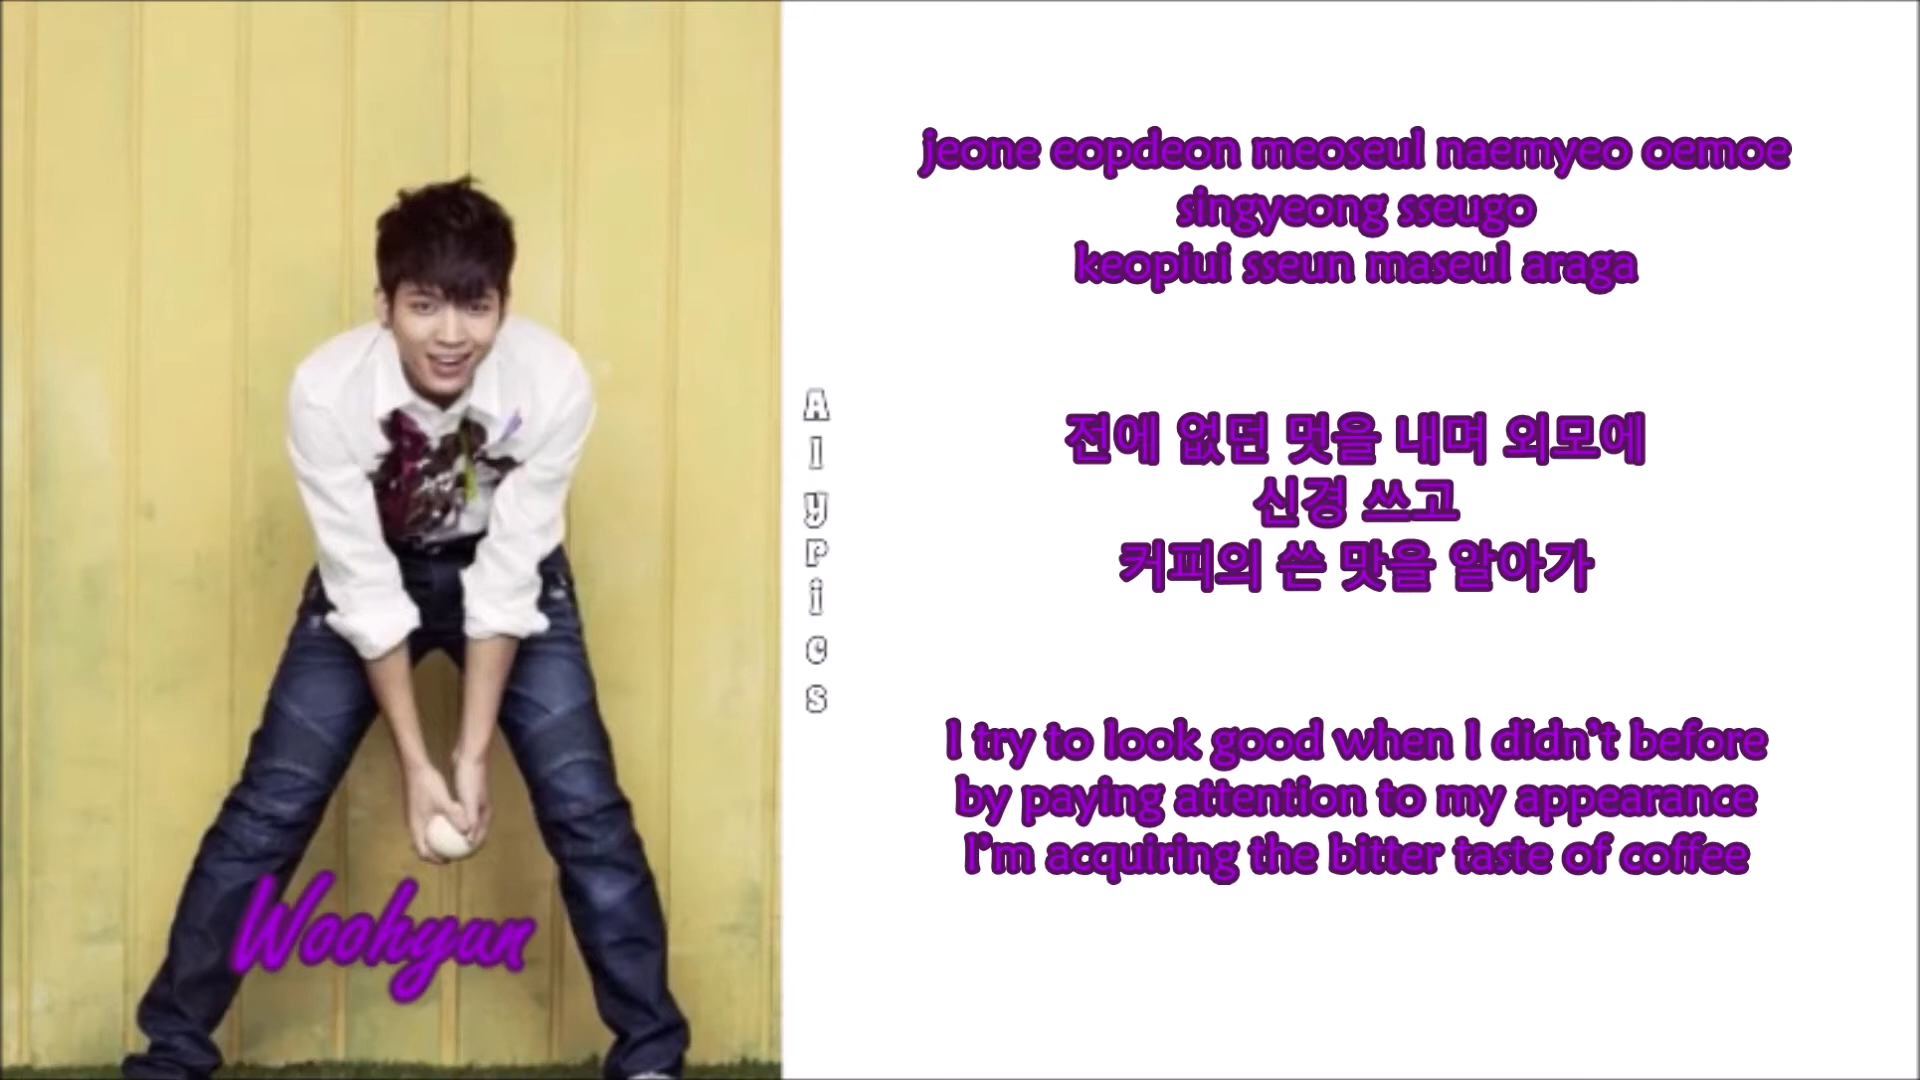 jeone eopdeon meoseul naemyeo oemoe
singyeong sseugo
keopiui sseun maseul araga
전에 없던 멋을 내며 외모에
신경 쓰고
커피의 쓴 맛을 알아가
I try to look good when I didn't before
by paying attention to my appearance
I'm acquiring the bitter taste of coffee
Alypics
Woohyun